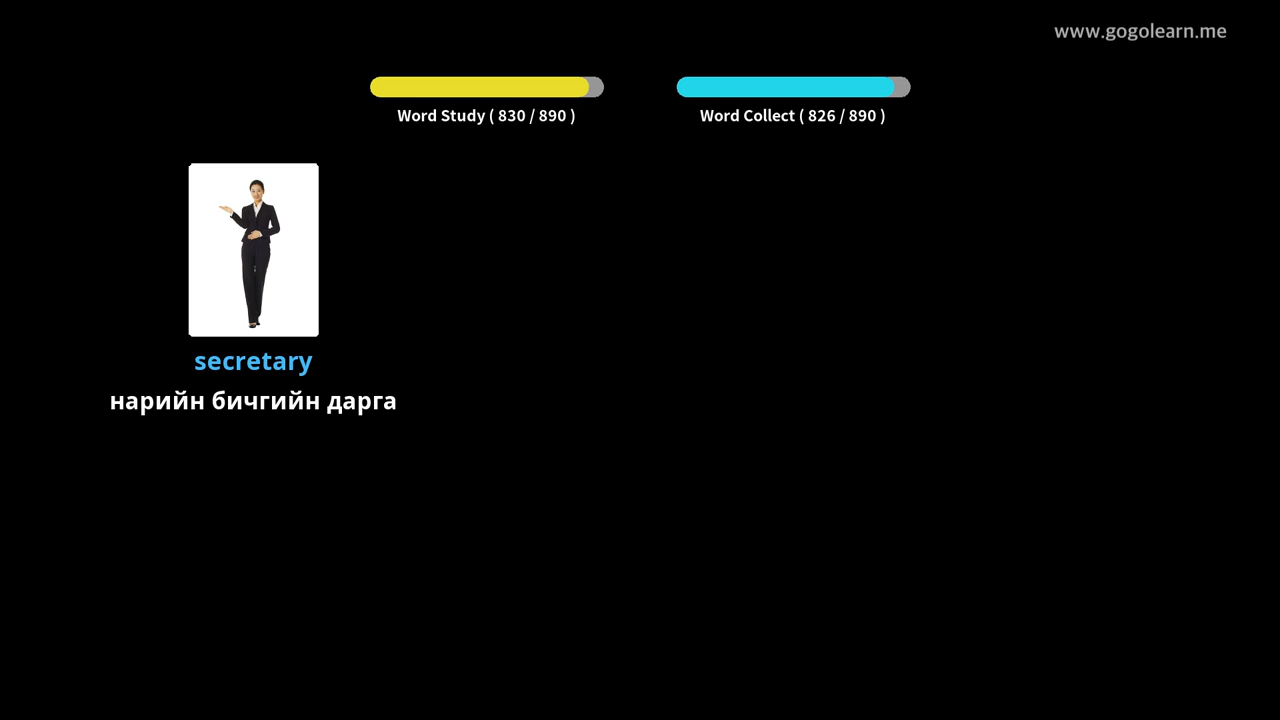 www.gogolearn.me
Word Study ( 830 / 890 )
Word Collect ( 826 / 890 )
secretary
нарийн бичгийн дарга